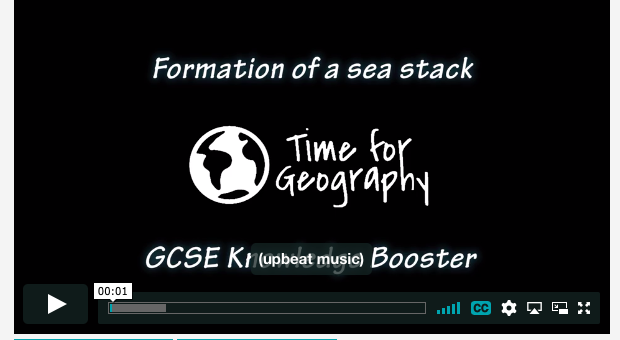 Formation of a sea stack
Time for
Geography
GCSE Booster
(upbeat music)
00:01
CC